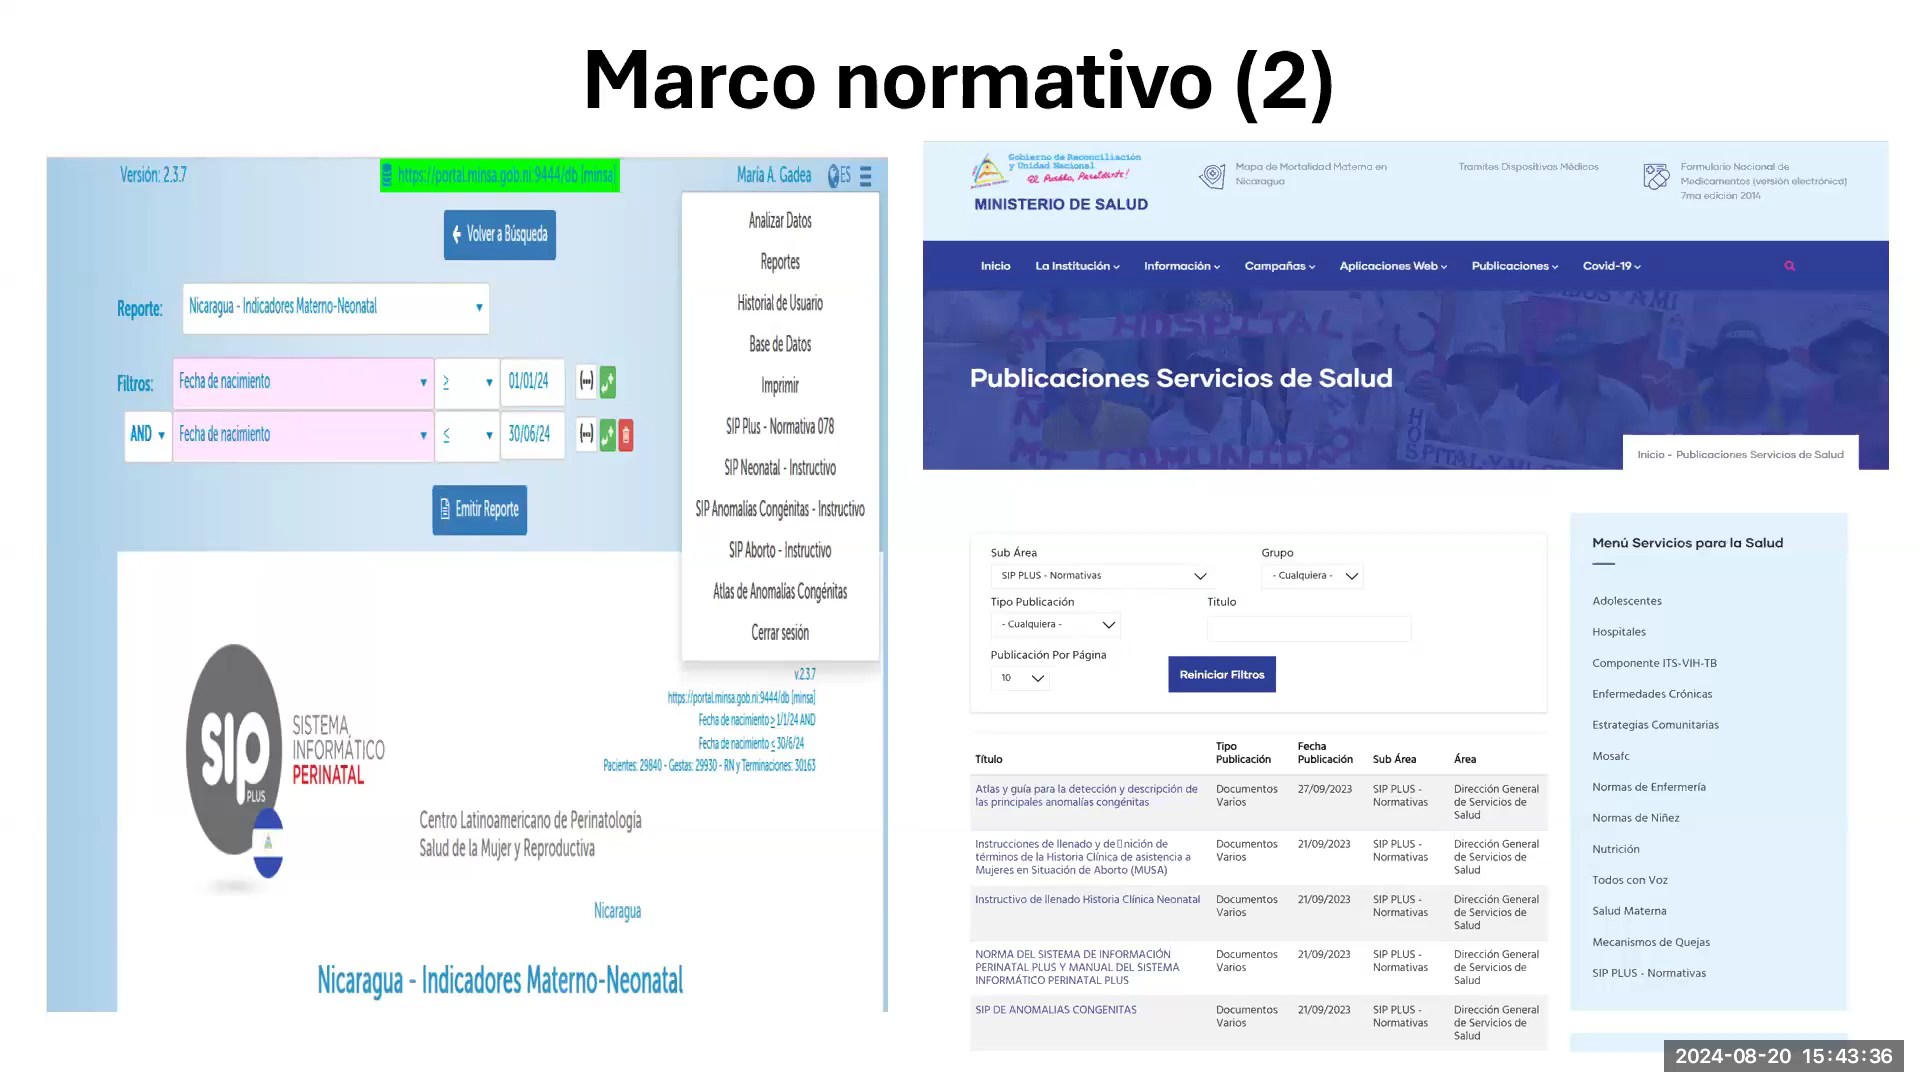 Marco normativo (2)
Versión: 2.3.7
https://portal.minsa.gob.ni:9444/db [minsa]
Maria A. Gadea
ES
Volver a Búsqueda
Reporte:
Nicaragua - Indicadores Materno-Neonatal
Filtros:
Fecha de nacimiento
≥
01/01/24
(···)
AND
Fecha de nacimiento
≤
30/06/24
(···)
Emitir Reporte
Analizar Datos
Reportes
Historial de Usuario
Base de Datos
Imprimir
SIP Plus - Normativa 078
SIP Neonatal - Instructivo
SIP Anomalías Congénitas - Instructivo
SIP Aborto - Instructivo
Atlas de Anomalías Congénitas
Cerrar sesión
v.2.3.7
https://portal.minsa.gob.ni:9444/db [minsa]
Fecha de nacimiento ≥ 1/1/24 AND
Fecha de nacimiento ≤ 30/6/24
Pacientes: 29840 - Gestas: 29930 - RN y Terminaciones: 30163
sip
PLUS
SISTEMA
INFORMÁTICO
PERINATAL
Centro Latinoamericano de Perinatología
Salud de la Mujer y Reproductiva
Nicaragua
Nicaragua - Indicadores Materno-Neonatal
Gobierno de Reconciliación
y Unidad Nacional
El Pueblo, Presidente!
MINISTERIO DE SALUD
Mapa de Mortalidad Materna en
Nicaragua
Tramites Dispositivos Médicos
Formulario Nacional de
Medicamentos (versión electrónica)
7ma edición 2014
Inicio
La Institución
Información
Campañas
Aplicaciones Web
Publicaciones
Covid-19
MI HOSPITAL
Publicaciones Servicios de Salud
MI COMUNIDAD
Inicio - Publicaciones Servicios de Salud
Sub Área
SIP PLUS - Normativas
Grupo
- Cualquiera -
Tipo Publicación
- Cualquiera -
Titulo
Publicación Por Página
10
Reiniciar Filtros
Título
Tipo
Publicación
Fecha
Publicación
Sub Área
Área
Atlas y guía para la detección y descripción de
las principales anomalías congénitas
Documentos
Varios
27/09/2023
SIP PLUS -
Normativas
Dirección General
de Servicios de
Salud
Instrucciones de llenado y de▯nición de
términos de la Historia Clínica de asistencia a
Mujeres en Situación de Aborto (MUSA)
Documentos
Varios
21/09/2023
SIP PLUS -
Normativas
Dirección General
de Servicios de
Salud
Instructivo de llenado Historia Clínica Neonatal
Documentos
Varios
21/09/2023
SIP PLUS -
Normativas
Dirección General
de Servicios de
Salud
NORMA DEL SISTEMA DE INFORMACIÓN
PERINATAL PLUS Y MANUAL DEL SISTEMA
INFORMÁTICO PERINATAL PLUS
Documentos
Varios
21/09/2023
SIP PLUS -
Normativas
Dirección General
de Servicios de
Salud
SIP DE ANOMALIAS CONGENITAS
Documentos
Varios
21/09/2023
SIP PLUS -
Normativas
Dirección General
de Servicios de
Salud
Menú Servicios para la Salud
Adolescentes
Hospitales
Componente ITS-VIH-TB
Enfermedades Crónicas
Estrategias Comunitarias
Mosafc
Normas de Enfermería
Normas de Niñez
Nutrición
Todos con Voz
Salud Materna
Mecanismos de Quejas
SIP PLUS - Normativas
2024-08-20 15:43:36